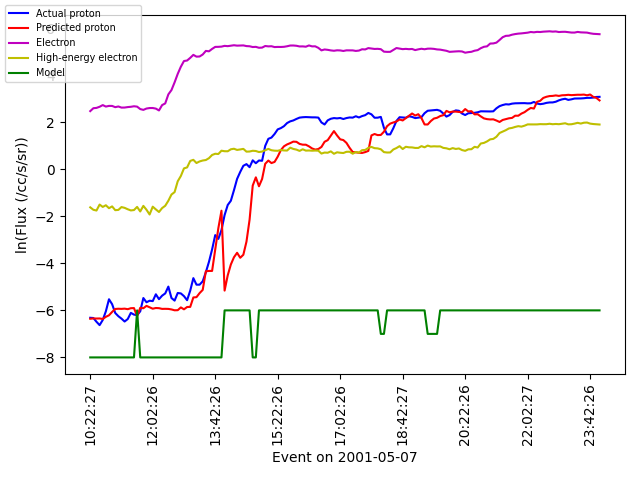 Actual proton
Predicted proton
Electron
High-energy electron
Model
ln(Flux (/cc/s/sr))
2
0
−2
−4
−6
−8
10:22:27
12:02:26
13:42:26
15:22:26
17:02:26
18:42:27
20:22:26
22:02:27
23:42:26
Event on 2001-05-07